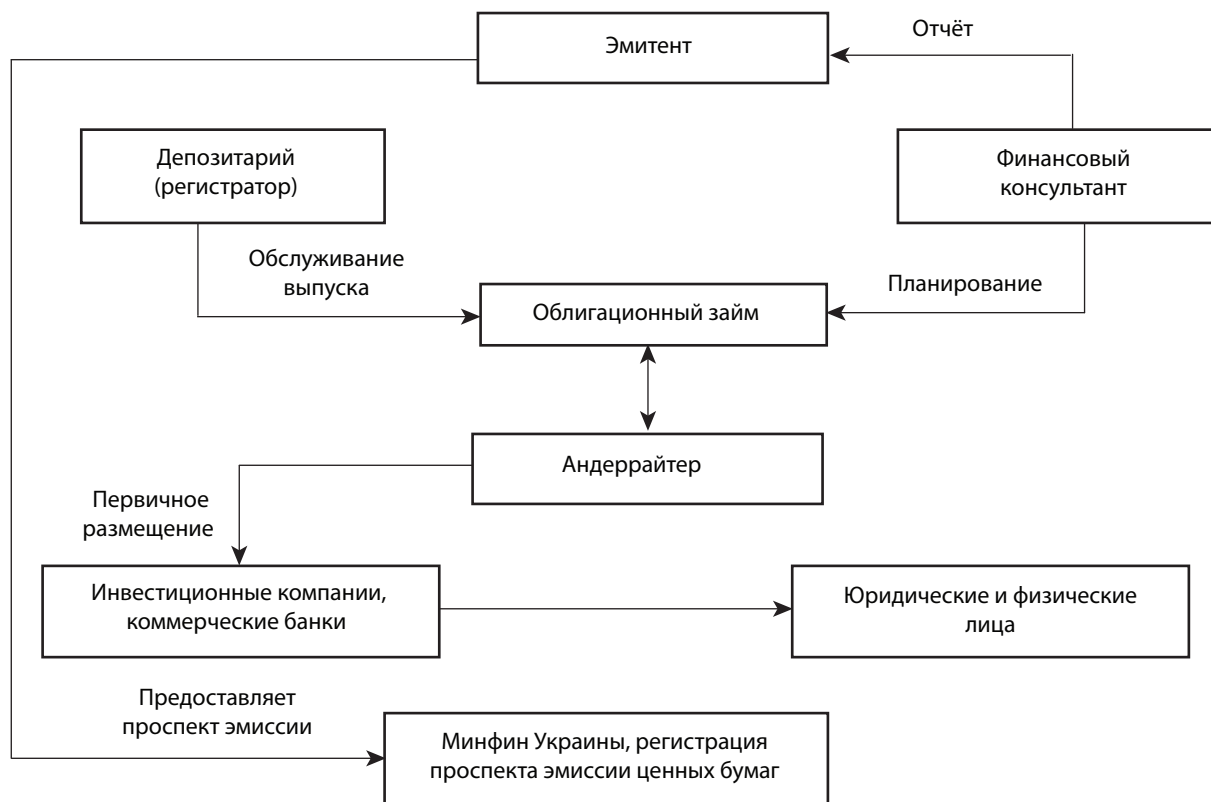 Эмитент
Отчёт
Депозитарий
(регистратор)
Финансовый
консультант
Обслуживание
выпуска
Облигационный займ
Планирование
Андеррайтер
Первичное
размещение
Инвестиционные компании,
коммерческие банки
Юридические и физические
лица
Предоставляет
проспект эмиссии
Минфин Украины, регистрация
проспекта эмиссии ценных бумаг